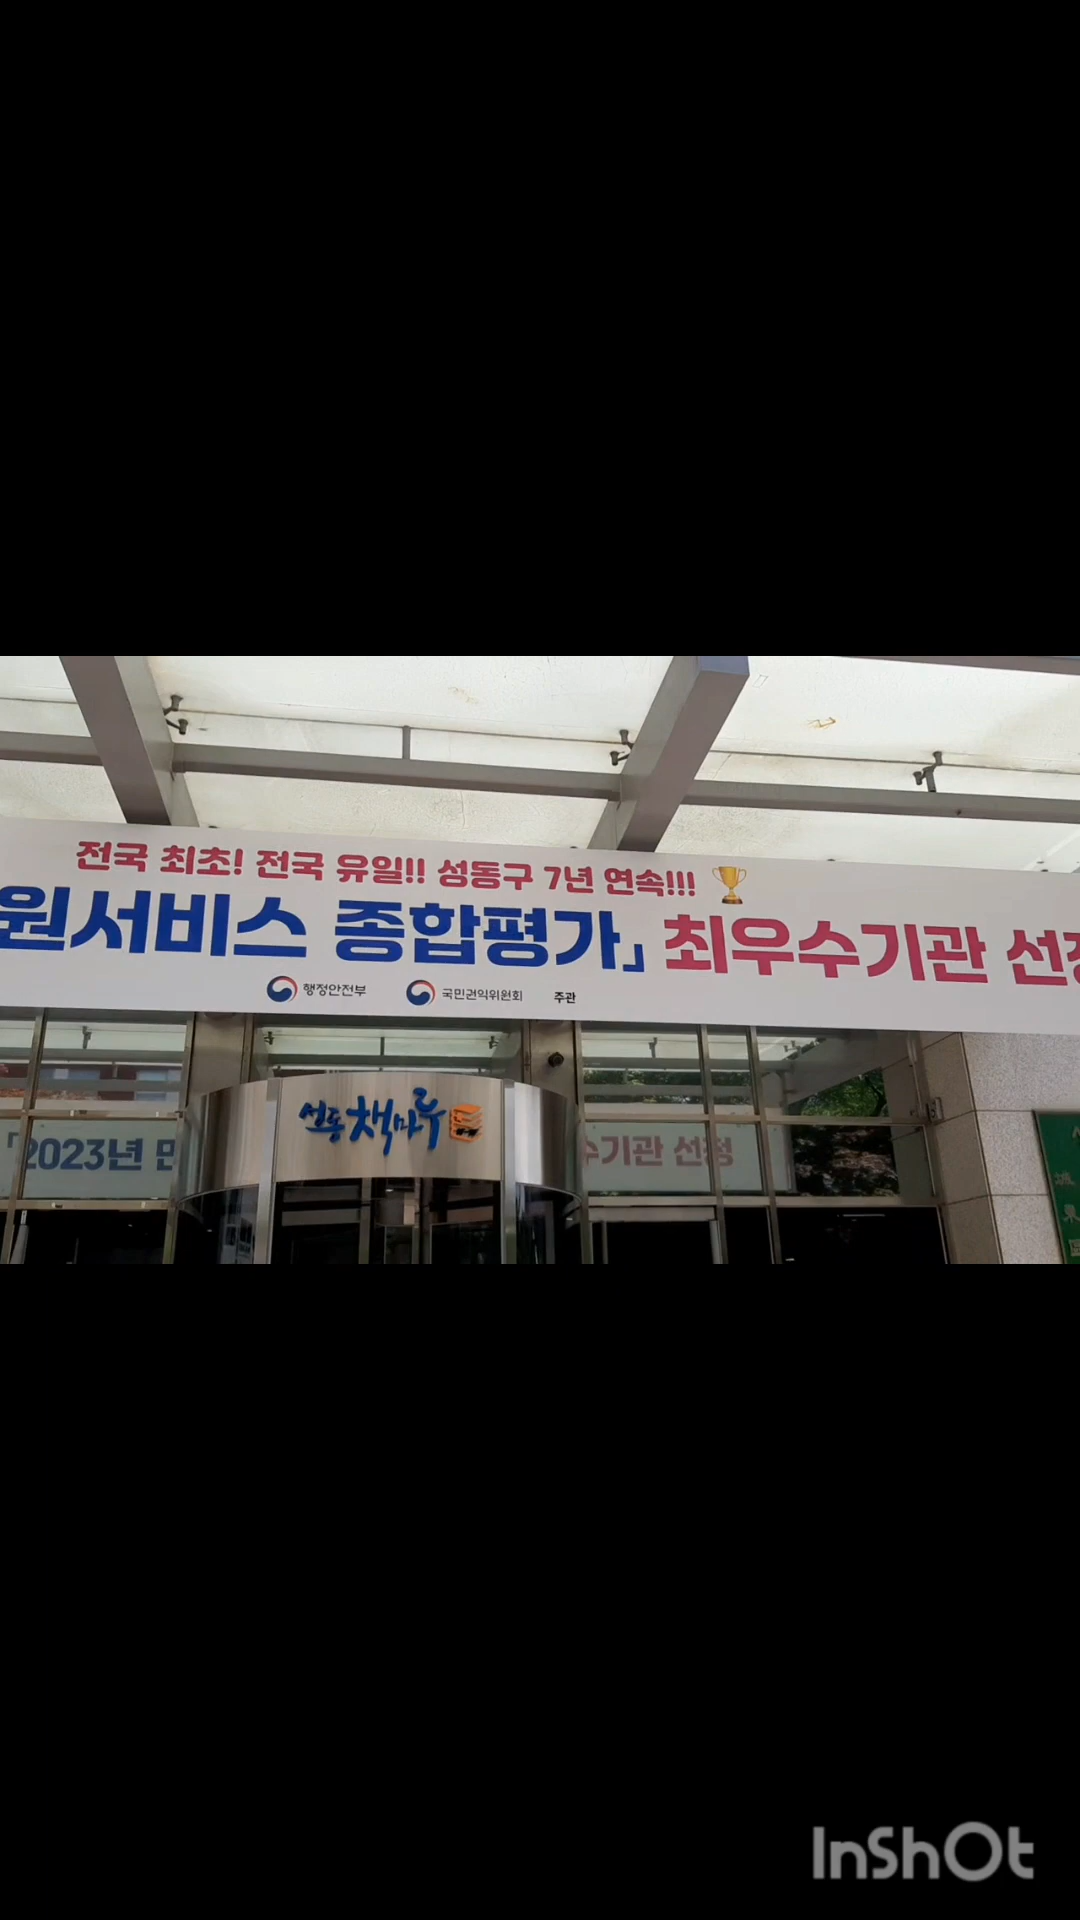 전국 최초! 전국 유일!! 성동구 7년 연속!!!
원서비스 종합평가」 최우수기관 선정
행정안전부 국민권익위원회 주관
성동 책마루
「2023년 민
수기관 선정
InShOt